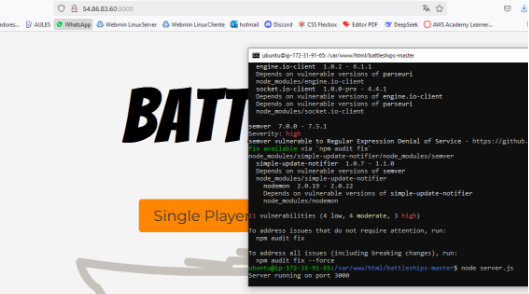 54.86.83.60:3000
AULES
WhatsApp
Webmin LinuxServer
Webmin LinuxCliente
hotmail
Discord
CSS Flexbox
Editor PDF
DeepSeek
AWS Academy Learner...
ubuntu@ip-172-31-91-65: /var/www/html/battleships-master
engine.io-client  1.0.2 - 6.1.1
Depends on vulnerable versions of parseuri
node_modules/engine.io-client
socket.io-client  1.0.0-pre - 4.4.1
Depends on vulnerable versions of engine.io-client
Depends on vulnerable versions of parseuri
node_modules/socket.io-client
semver  7.0.0 - 7.5.1
Severity: high
semver vulnerable to Regular Expression Denial of Service - https://github.
fix available via `npm audit fix`
node_modules/simple-update-notifier/node_modules/semver
simple-update-notifier  1.0.7 - 1.1.0
Depends on vulnerable versions of semver
node_modules/simple-update-notifier
nodemon  2.0.19 - 2.0.22
Depends on vulnerable versions of simple-update-notifier
node_modules/nodemon
11 vulnerabilities (4 low, 4 moderate, 3 high)
To address issues that do not require attention, run:
npm audit fix
To address all issues (including breaking changes), run:
npm audit fix --force
ubuntu@ip-172-31-91-65:/var/www/html/battleships-master$ node server.js
Server running on port 3000
BATT
Single Player